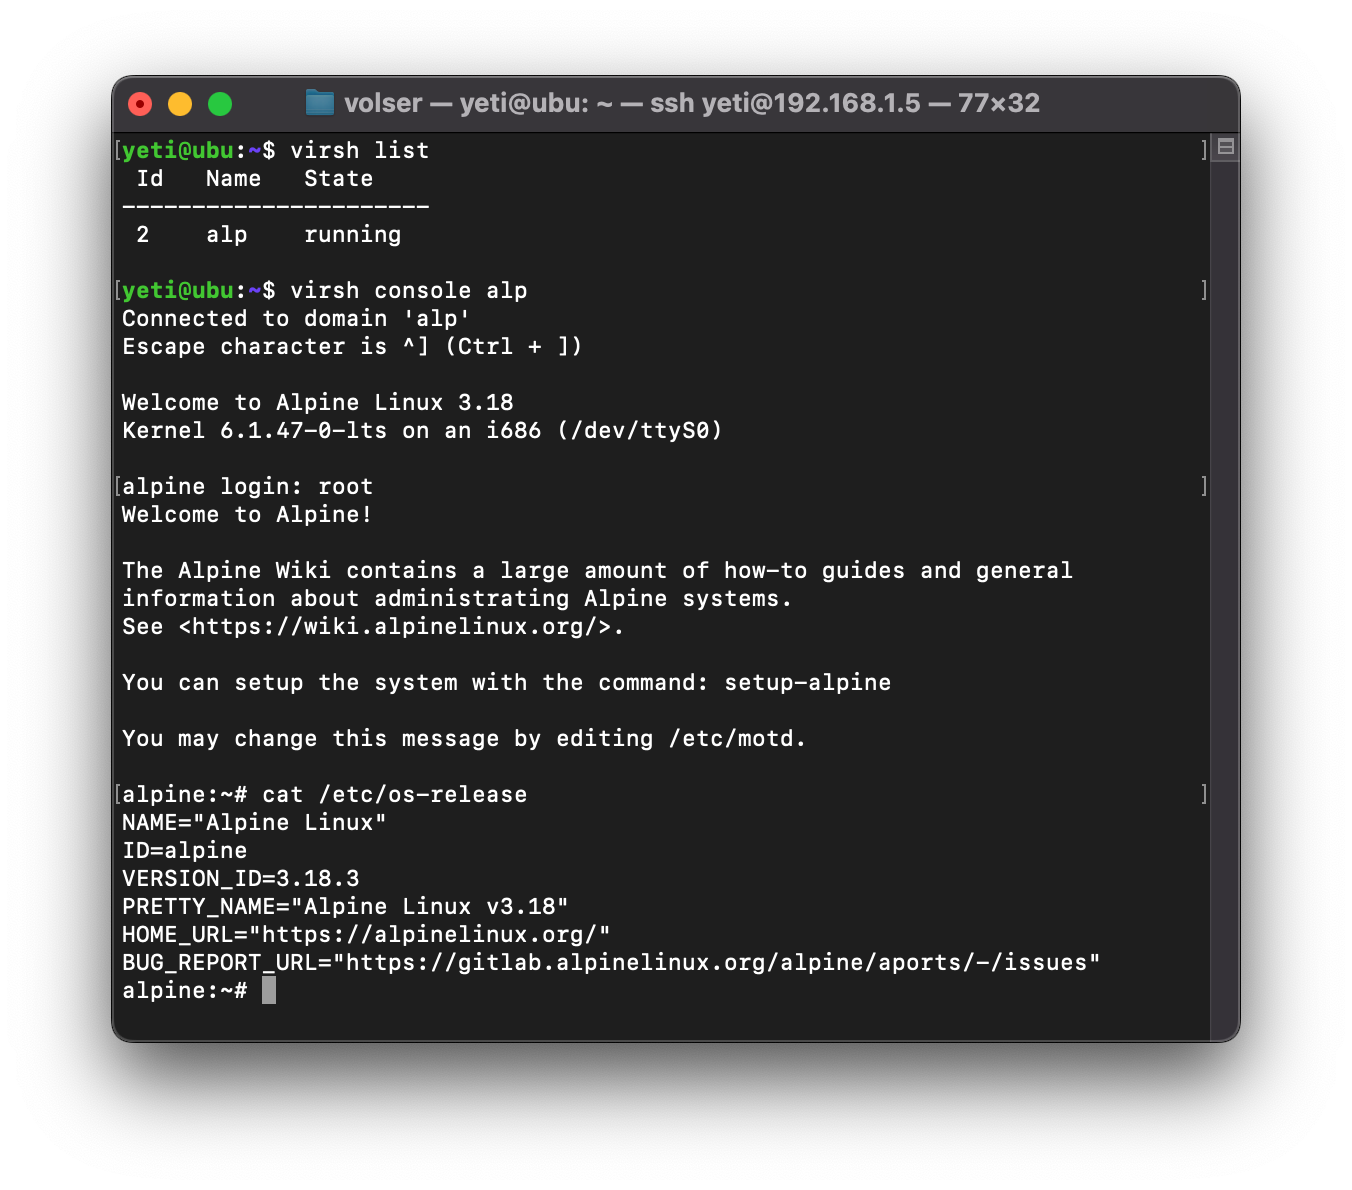 volser — yeti@ubu: ~ — ssh yeti@192.168.1.5 — 77×32
[yeti@ubu:~$ virsh list ]
 Id   Name   State
----------------------
 2    alp    running
[yeti@ubu:~$ virsh console alp ]
Connected to domain 'alp'
Escape character is ^] (Ctrl + ])
Welcome to Alpine Linux 3.18
Kernel 6.1.47-0-lts on an i686 (/dev/ttyS0)
[alpine login: root ]
Welcome to Alpine!
The Alpine Wiki contains a large amount of how-to guides and general
information about administrating Alpine systems.
See <https://wiki.alpinelinux.org/>.
You can setup the system with the command: setup-alpine
You may change this message by editing /etc/motd.
[alpine:~# cat /etc/os-release ]
NAME="Alpine Linux"
ID=alpine
VERSION_ID=3.18.3
PRETTY_NAME="Alpine Linux v3.18"
HOME_URL="https://alpinelinux.org/"
BUG_REPORT_URL="https://gitlab.alpinelinux.org/alpine/aports/-/issues"
alpine:~#